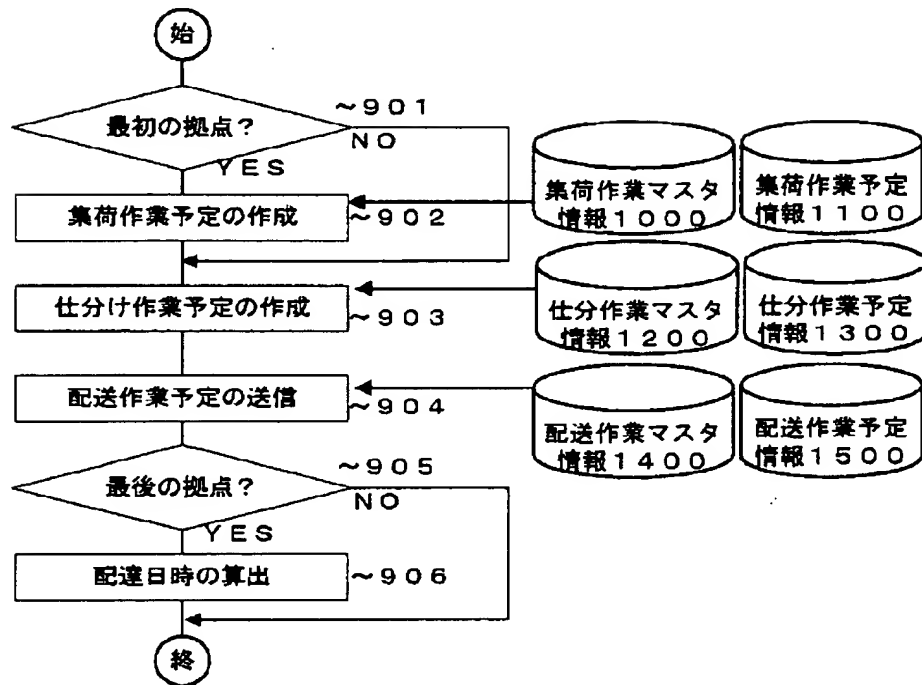 始
最初の拠点?
~901
NO
YES
集荷作業予定の作成
~902
集荷作業マスタ
情報1000
集荷作業予定
情報1100
仕分け作業予定の作成
~903
仕分作業マスタ
情報1200
仕分作業予定
情報1300
配送作業予定の送信
~904
配送作業マスタ
情報1400
配送作業予定
情報1500
最後の拠点?
~905
NO
YES
配達日時の算出
~906
終